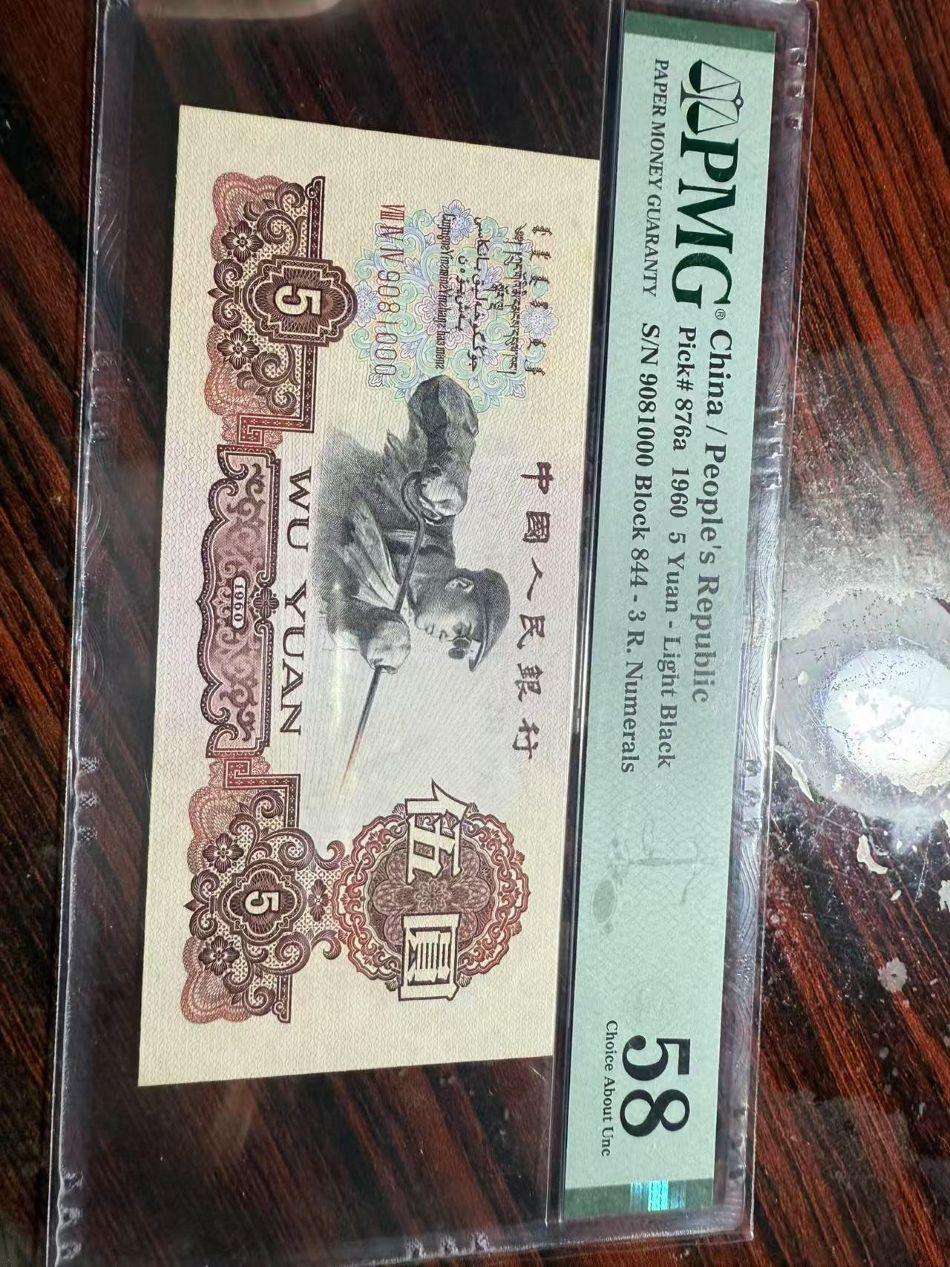 PMG®
PAPER MONEY GUARANTY
China / People's Republic
Pick# 876a 1960 5 Yuan - Light Black
S/N 9081000 Block 844 - 3 R. Numerals
58
Choice About Unc
中國人民銀行
VIII IV IV 9081000
伍圓
5
WU YUAN
1960
5